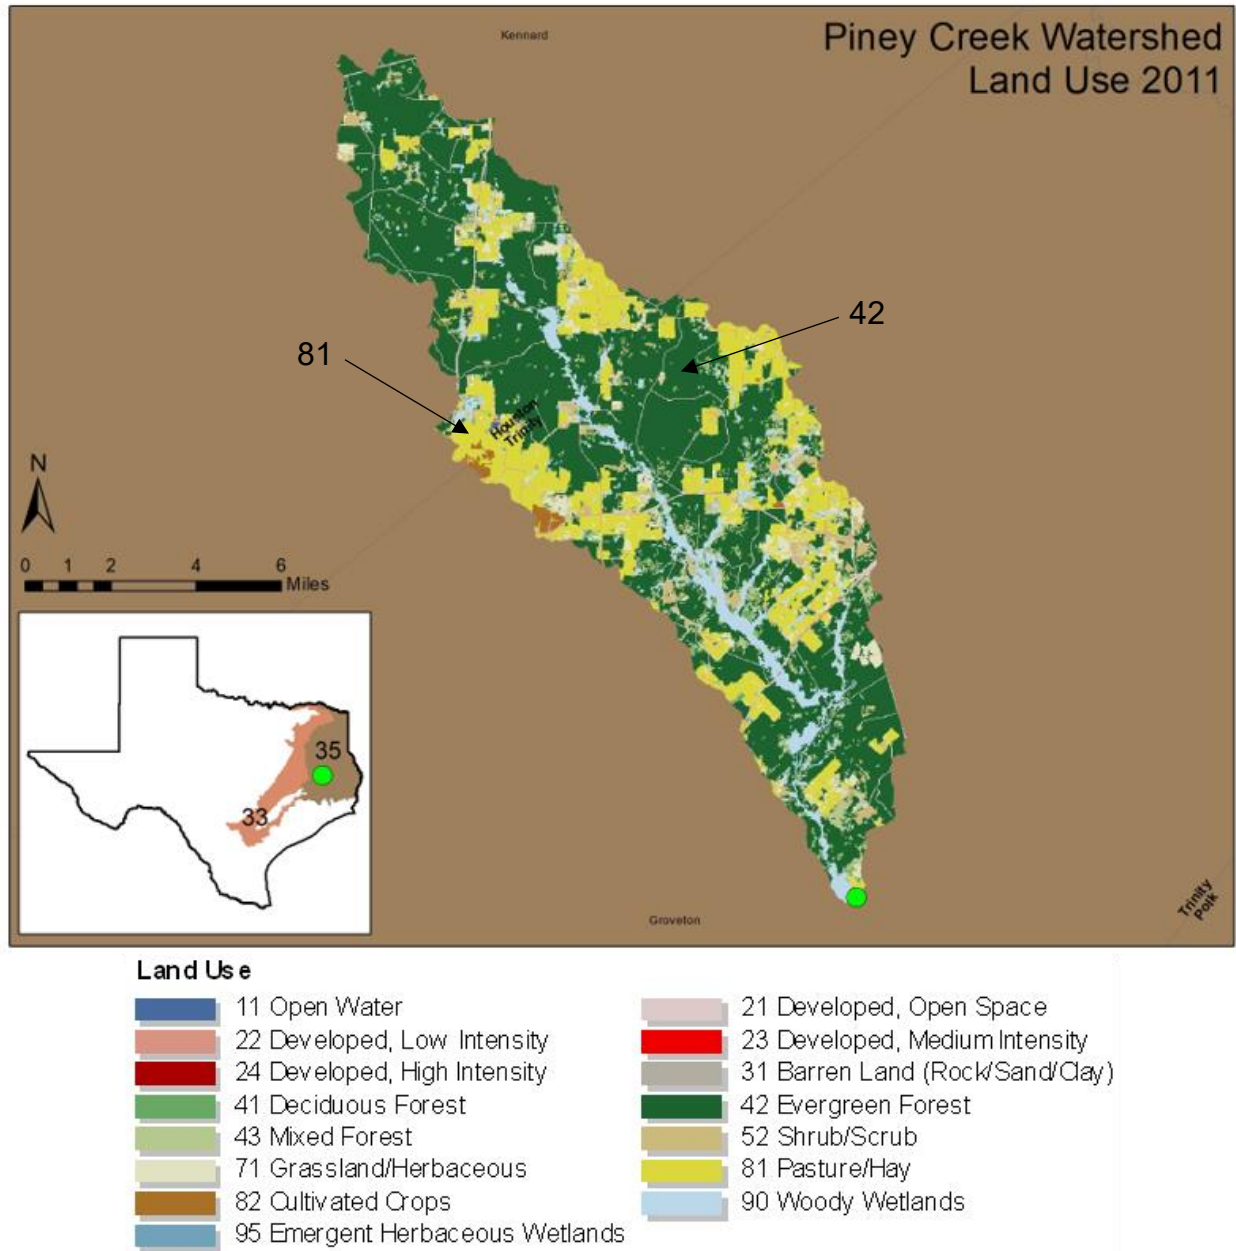 Kennard
Piney Creek Watershed
Land Use 2011
42
81
Houston
Trinity
N
0 1 2 4 6
Miles
35
33
Groveton
Trinity
Polk
Land Use
11 Open Water
21 Developed, Open Space
22 Developed, Low Intensity
23 Developed, Medium Intensity
24 Developed, High Intensity
31 Barren Land (Rock/Sand/Clay)
41 Deciduous Forest
42 Evergreen Forest
43 Mixed Forest
52 Shrub/Scrub
71 Grassland/Herbaceous
81 Pasture/Hay
82 Cultivated Crops
90 Woody Wetlands
95 Emergent Herbaceous Wetlands